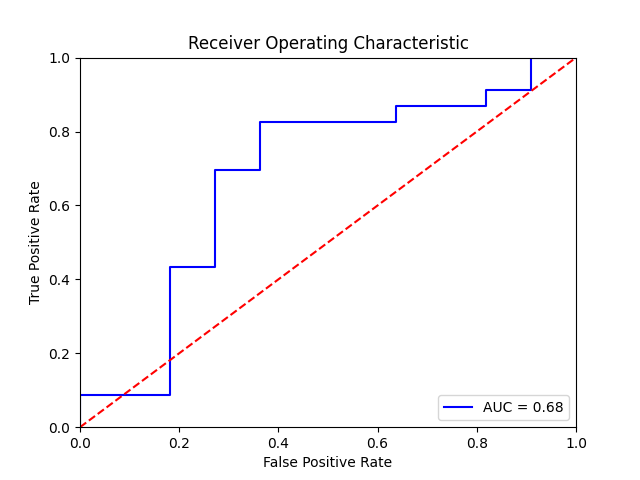 Receiver Operating Characteristic
1.0
0.8
0.6
0.4
0.2
0.0
True Positive Rate
AUC = 0.68
0.0 0.2 0.4 0.6 0.8 1.0
False Positive Rate